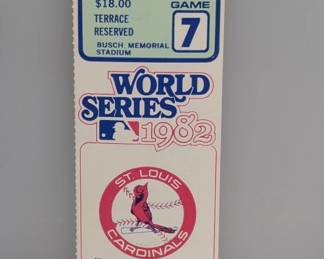 $18.00
GAME
TERRACE
RESERVED
7
BUSCH MEMORIAL
STADIUM
WORLD
SERIES
1982
ST. LOUIS
CARDINALS